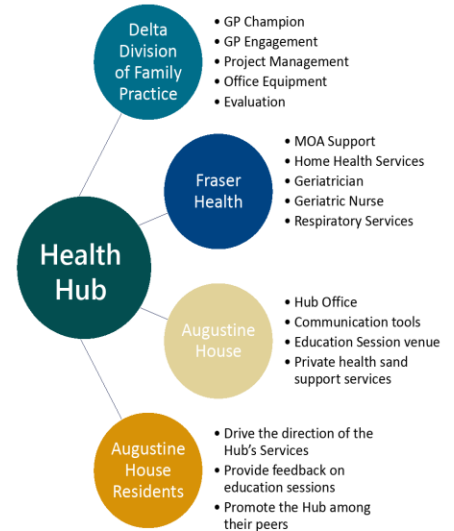 Health
Hub
Delta
Division
of Family
Practice
• GP Champion
• GP Engagement
• Project Management
• Office Equipment
• Evaluation
Fraser
Health
• MOA Support
• Home Health Services
• Geriatrician
• Geriatric Nurse
• Respiratory Services
Augustine
House
• Hub Office
• Communication tools
• Education Session venue
• Private health sand
support services
Augustine
House
Residents
• Drive the direction of the
Hub's Services
• Provide feedback on
education sessions
• Promote the Hub among
their peers